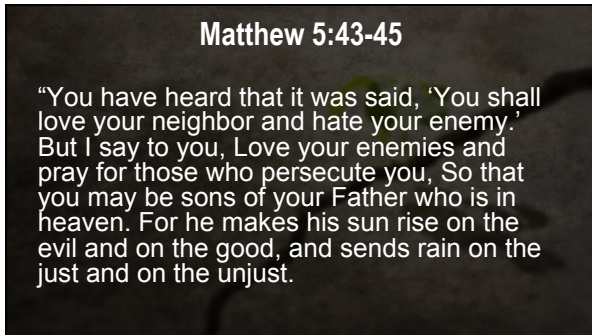 Matthew 5:43-45
“You have heard that it was said, ‘You shall
love your neighbor and hate your enemy.’
But I say to you, Love your enemies and
pray for those who persecute you, So that
you may be sons of your Father who is in
heaven. For he makes his sun rise on the
evil and on the good, and sends rain on the
just and on the unjust.